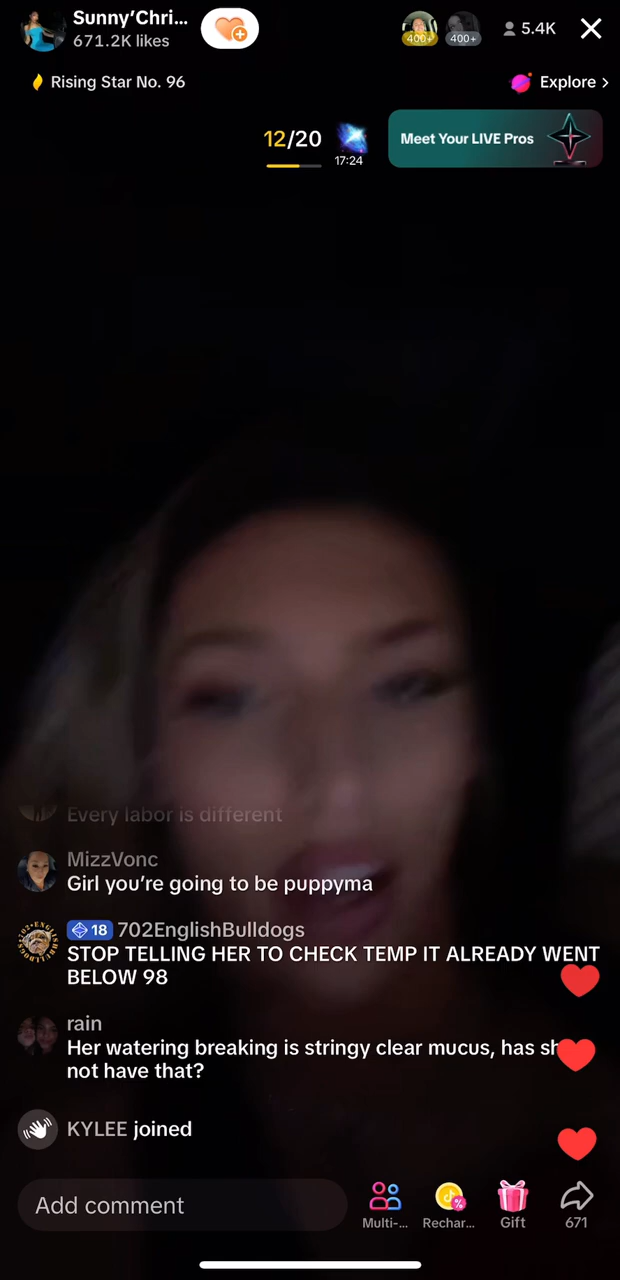 Sunny’Chri...
671.2K likes
400+
400+
5.4K
Rising Star No. 96
Explore >
12/20
17:24
Meet Your LIVE Pros
Every labor is different
MizzVonc
Girl you’re going to be puppyma
18 702EnglishBulldogs
STOP TELLING HER TO CHECK TEMP IT ALREADY WENT
BELOW 98
rain
Her watering breaking is stringy clear mucus, has sh
not have that?
KYLEE joined
Add comment
Multi-...
Rechar...
Gift
671